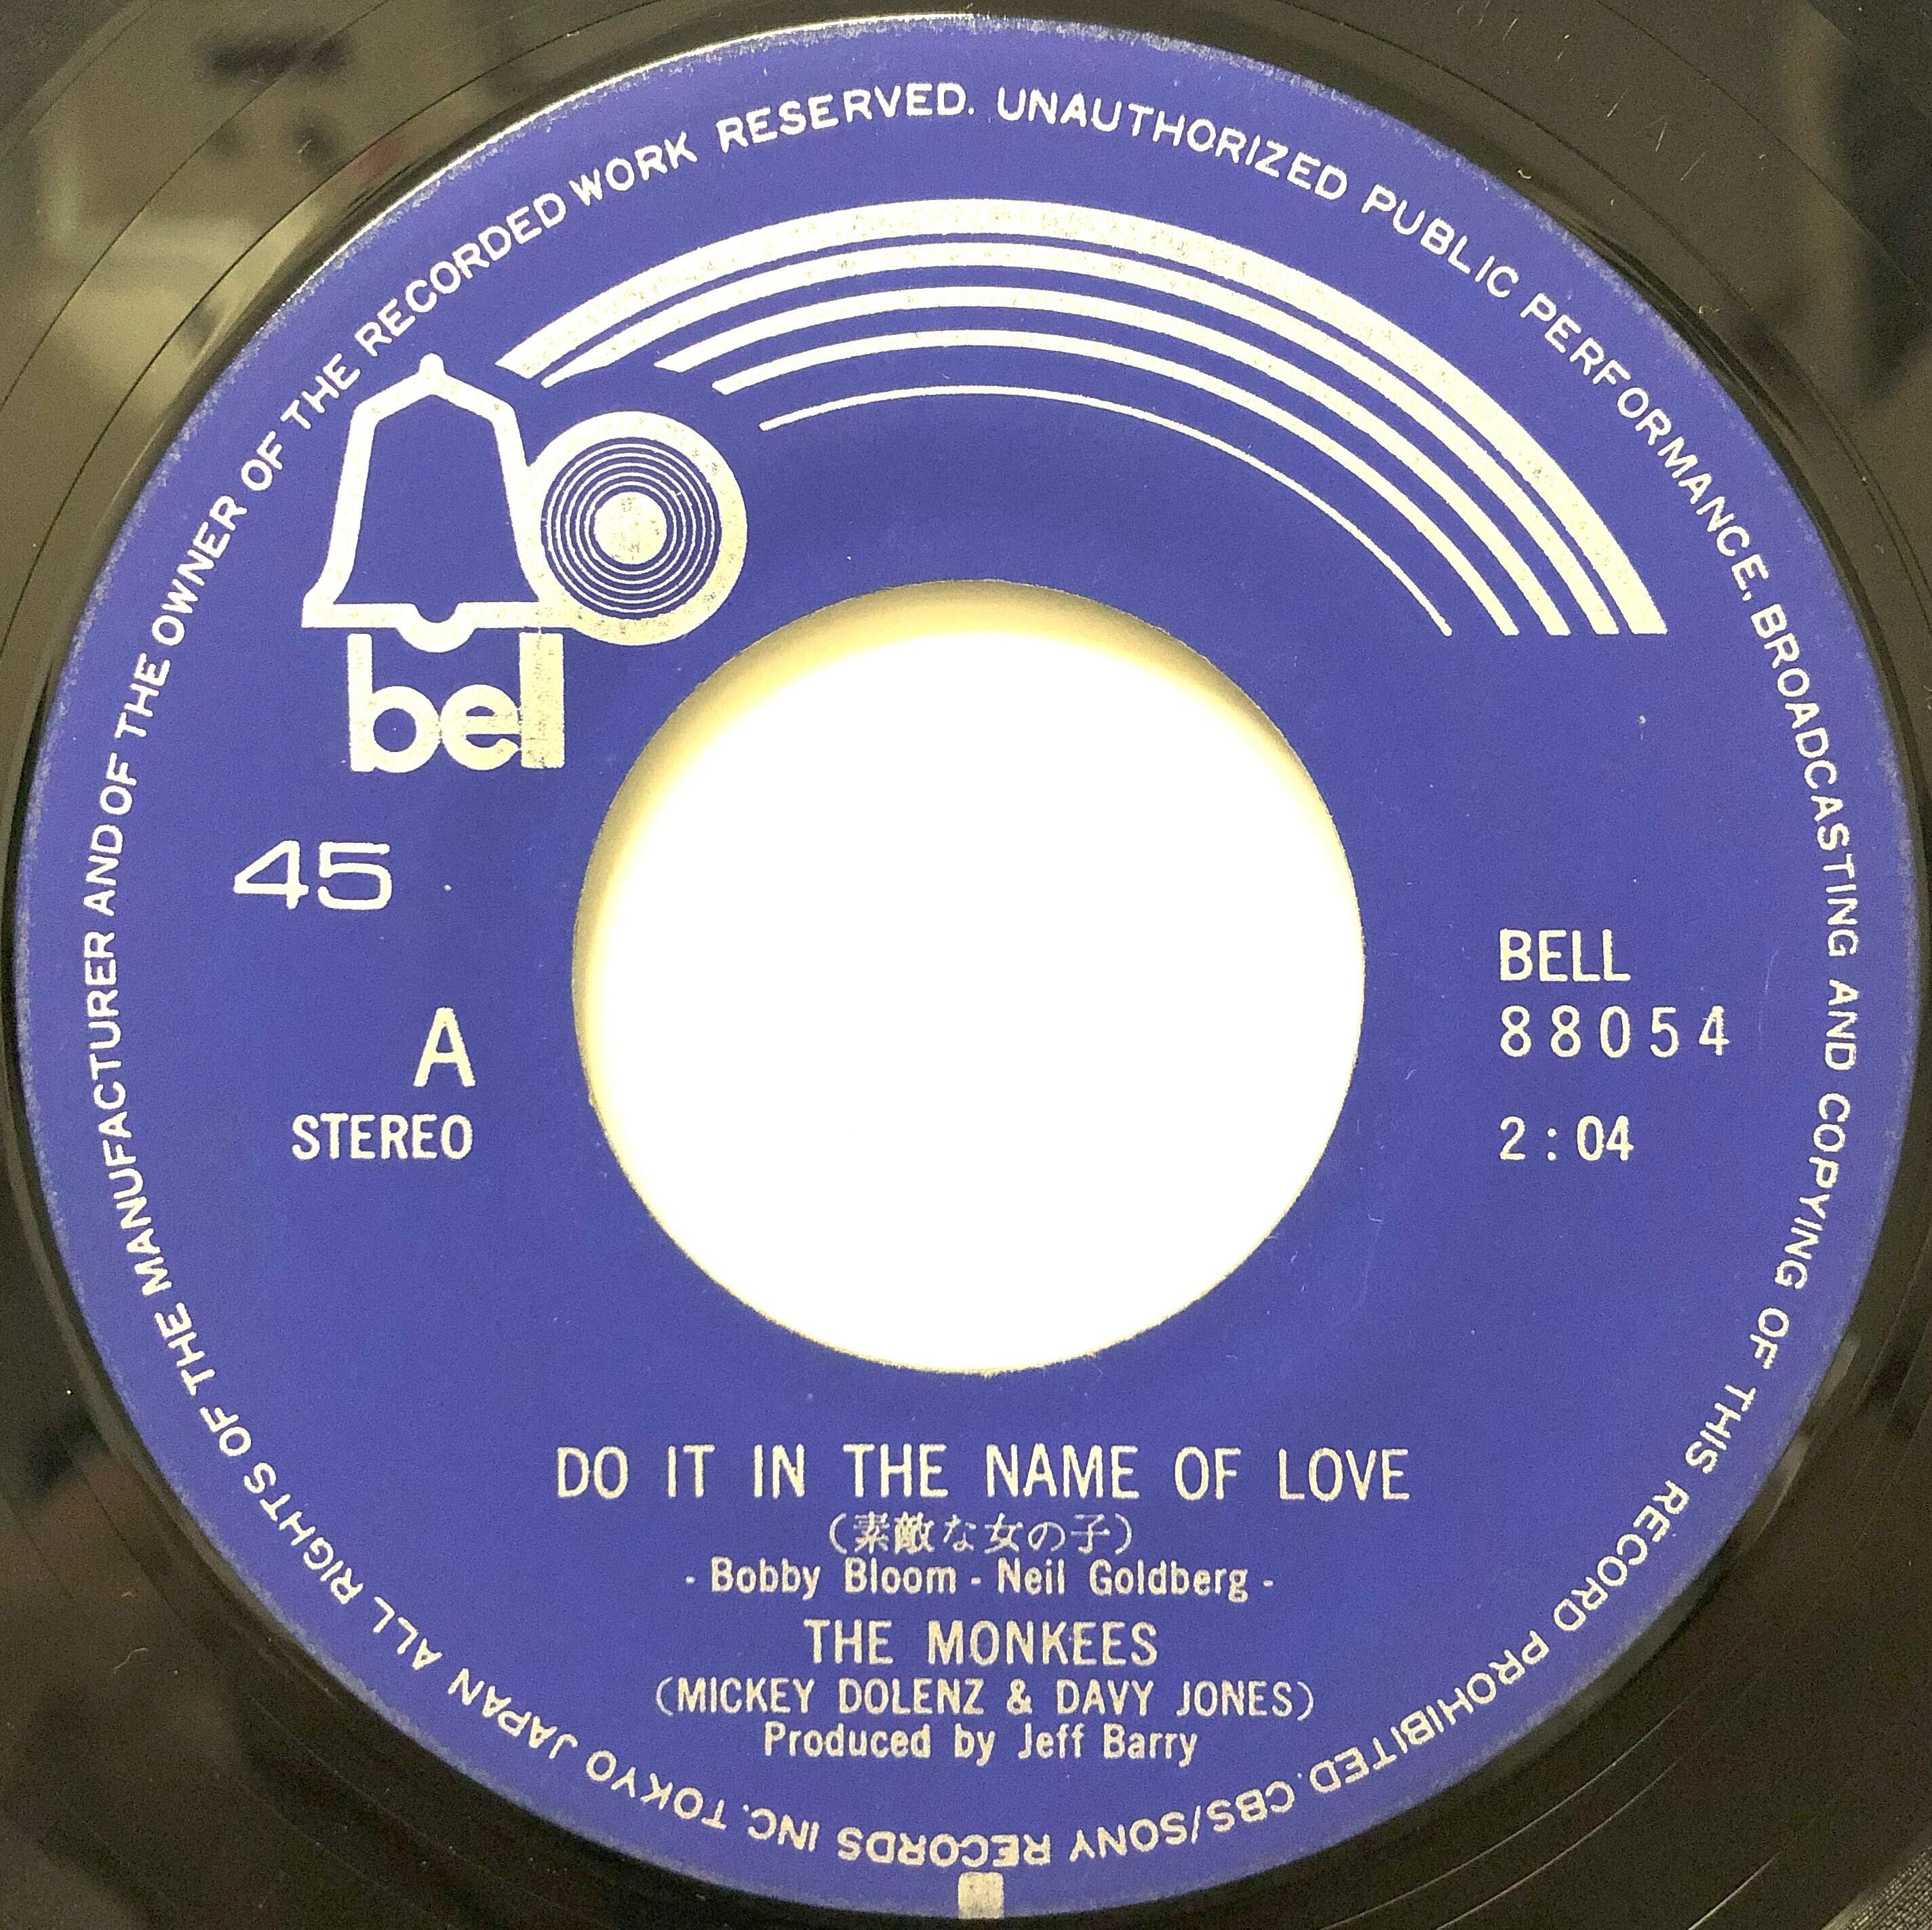 ALL RIGHTS OF THE MANUFACTURER AND OF THE OWNER OF THE RECORDED WORK RESERVED. UNAUTHORIZED PUBLIC PERFORMANCE, BROADCASTING AND COPYING OF THIS RECORD PROHIBITED. CBS/SONY RECORDS INC. TOKYO JAPAN
bell
45
A
STEREO
BELL
88054
2:04
DO IT IN THE NAME OF LOVE
(素敵な女の子)
- Bobby Bloom - Neil Goldberg -
THE MONKEES
(MICKEY DOLENZ & DAVY JONES)
Produced by Jeff Barry